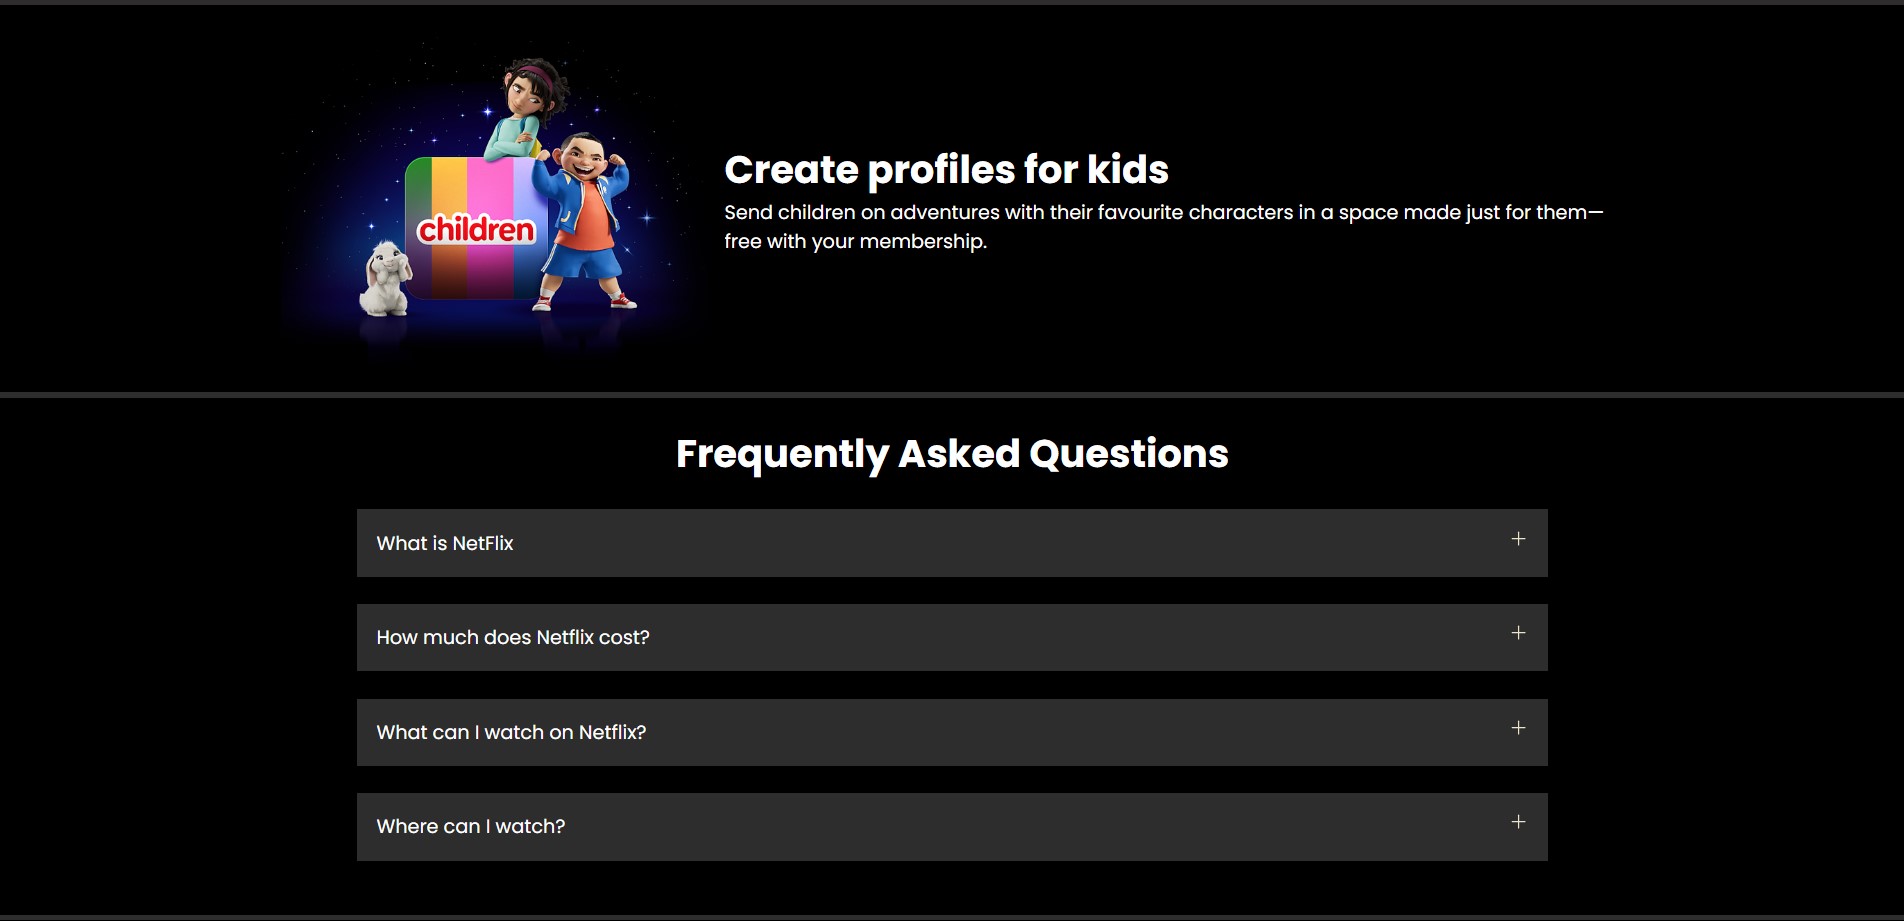 children
Create profiles for kids
Send children on adventures with their favourite characters in a space made just for them—
free with your membership.
Frequently Asked Questions
What is NetFlix
How much does Netflix cost?
What can I watch on Netflix?
Where can I watch?